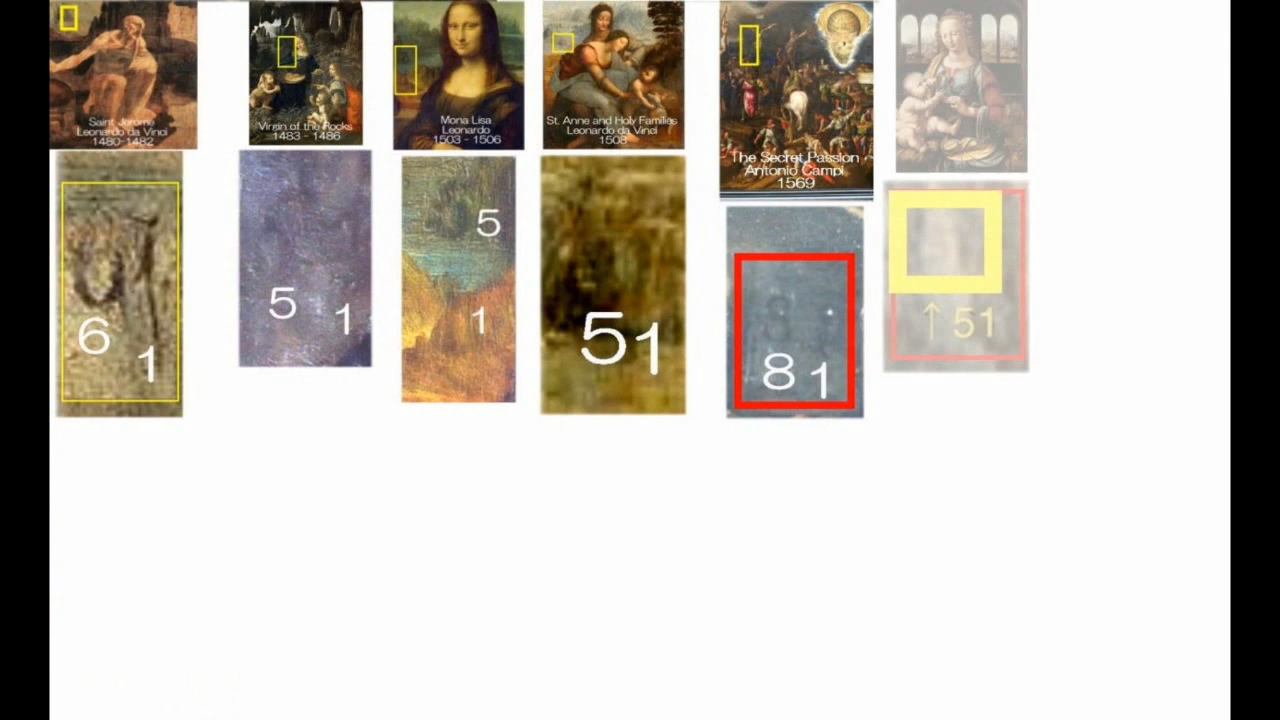 Saint Jerome
Leonardo da Vinci
1480-1482
Virgin of the Rocks
1483 - 1486
Mona Lisa
Leonardo
1503 - 1506
St. Anne and Holy Families
Leonardo da Vinci
1508
The Secret Passion
Antonio Campi
1569
6
1
5
1
5
1
51
8
1
↑ 51